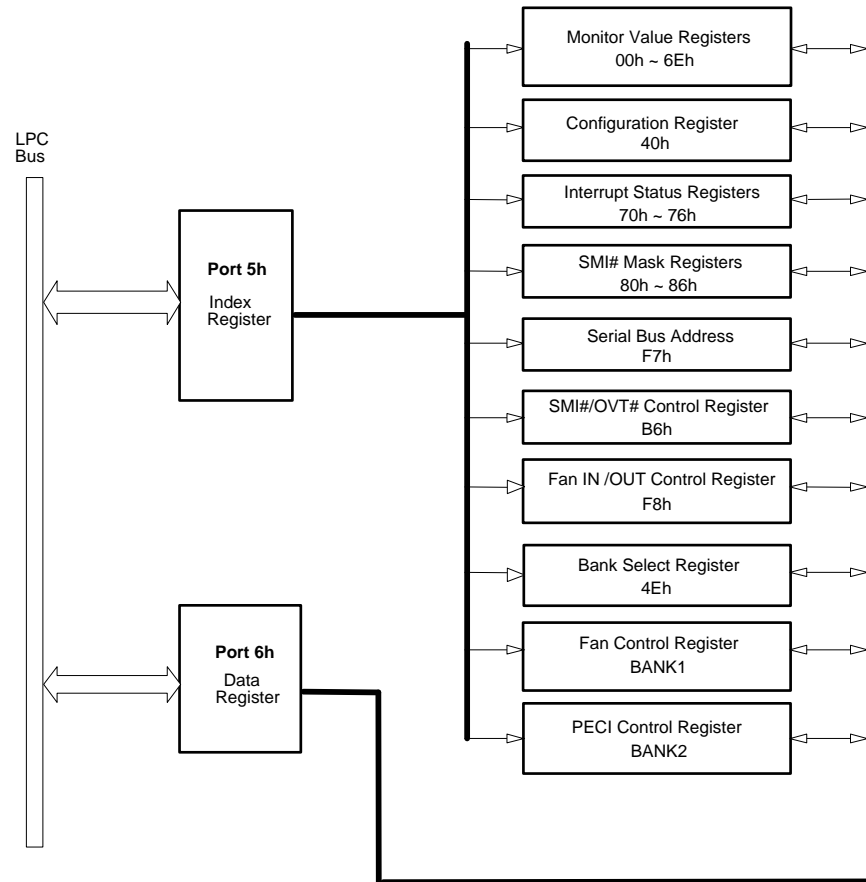 LPC
Bus
Port 5h
Index
Register
Port 6h
Data
Register
Monitor Value Registers
00h ~ 6Eh
Configuration Register
40h
Interrupt Status Registers
70h ~ 76h
SMI# Mask Registers
80h ~ 86h
Serial Bus Address
F7h
SMI#/OVT# Control Register
B6h
Fan IN /OUT Control Register
F8h
Bank Select Register
4Eh
Fan Control Register
BANK1
PECI Control Register
BANK2